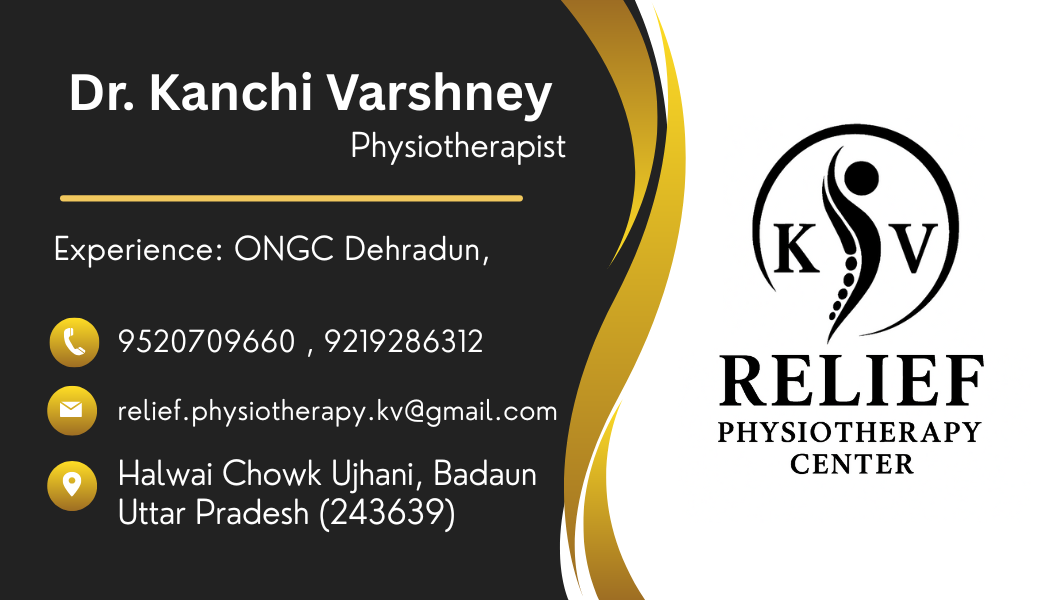 Dr. Kanchi Varshney
Physiotherapist
Experience: ONGC Dehradun,
9520709660 , 9219286312
relief.physiotherapy.kv@gmail.com
Halwai Chowk Ujhani, Badaun
Uttar Pradesh (243639)
K V
RELIEF
PHYSIOTHERAPY
CENTER